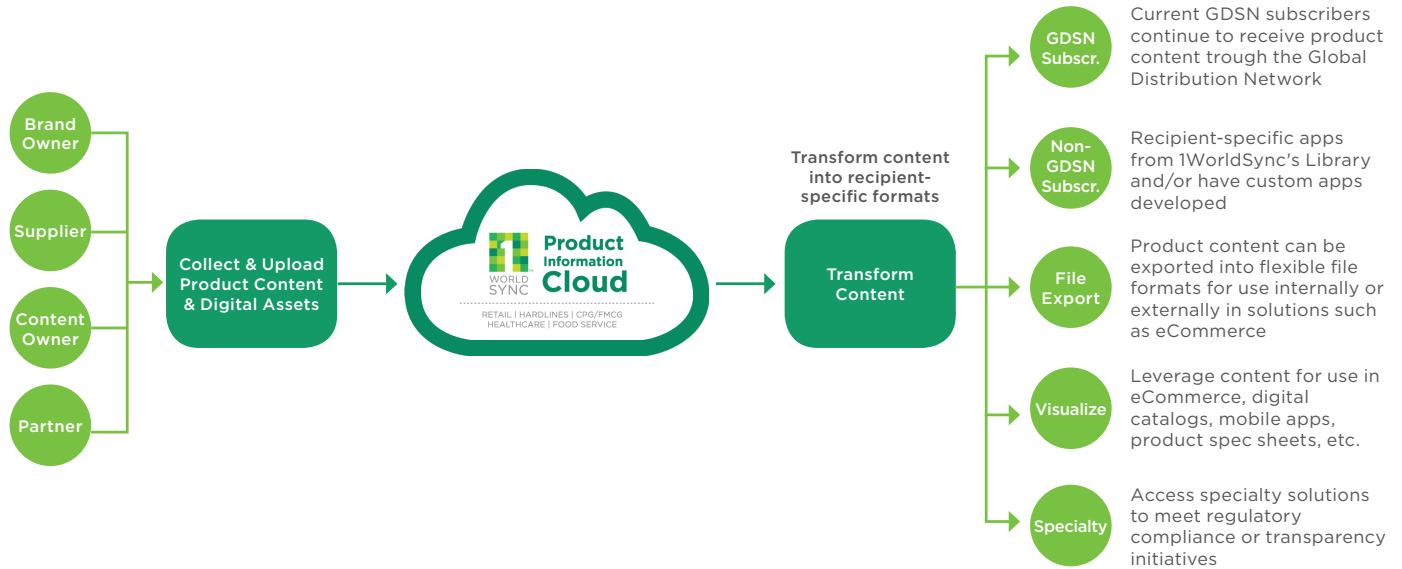 Brand
Owner
Supplier
Content
Owner
Partner
Collect & Upload
Product Content
& Digital Assets
1
WORLD
SYNC
™
Product
Information
Cloud
RETAIL | HARDLINES | CPG/FMCG
HEALTHCARE | FOOD SERVICE
Transform content
into recipient-
specific formats
Transform
Content
GDSN
Subscr.
Current GDSN subscribers
continue to receive product
content trough the Global
Distribution Network
Non-
GDSN
Subscr.
Recipient-specific apps
from 1WorldSync's Library
and/or have custom apps
developed
File
Export
Product content can be
exported into flexible file
formats for use internally or
externally in solutions such
as eCommerce
Visualize
Leverage content for use in
eCommerce, digital
catalogs, mobile apps,
product spec sheets, etc.
Specialty
Access specialty solutions
to meet regulatory
compliance or transparency
initiatives